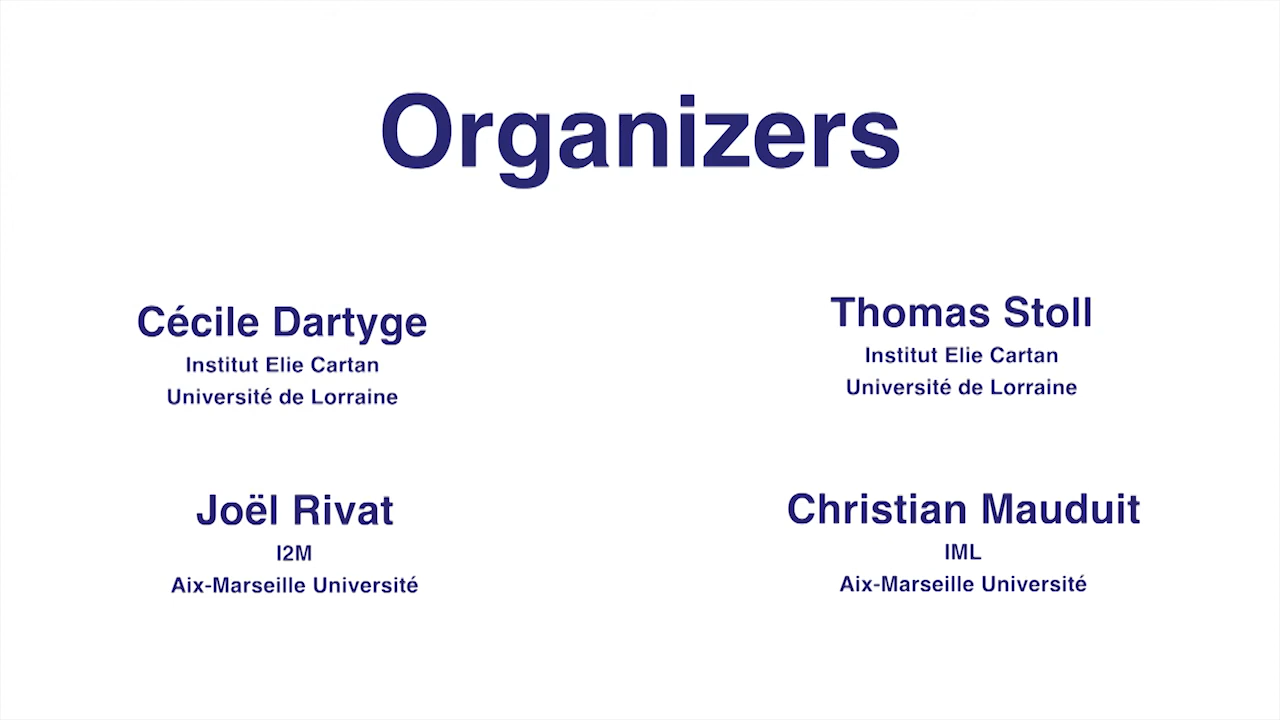 Organizers
Cécile Dartyge
Institut Elie Cartan
Université de Lorraine
Thomas Stoll
Institut Elie Cartan
Université de Lorraine
Joël Rivat
I2M
Aix-Marseille Université
Christian Mauduit
IML
Aix-Marseille Université